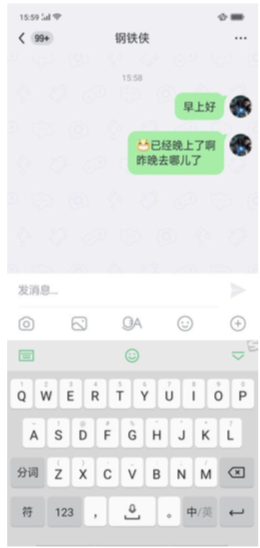 15:59
99+
钢铁侠
15:58
早上好
😷已经晚上了啊
昨晚去哪儿了
发消息...
Q W E R T Y U I O P
A S D F G H J K L
分词 Z X C V B N M
符 123 ， 。 中/英